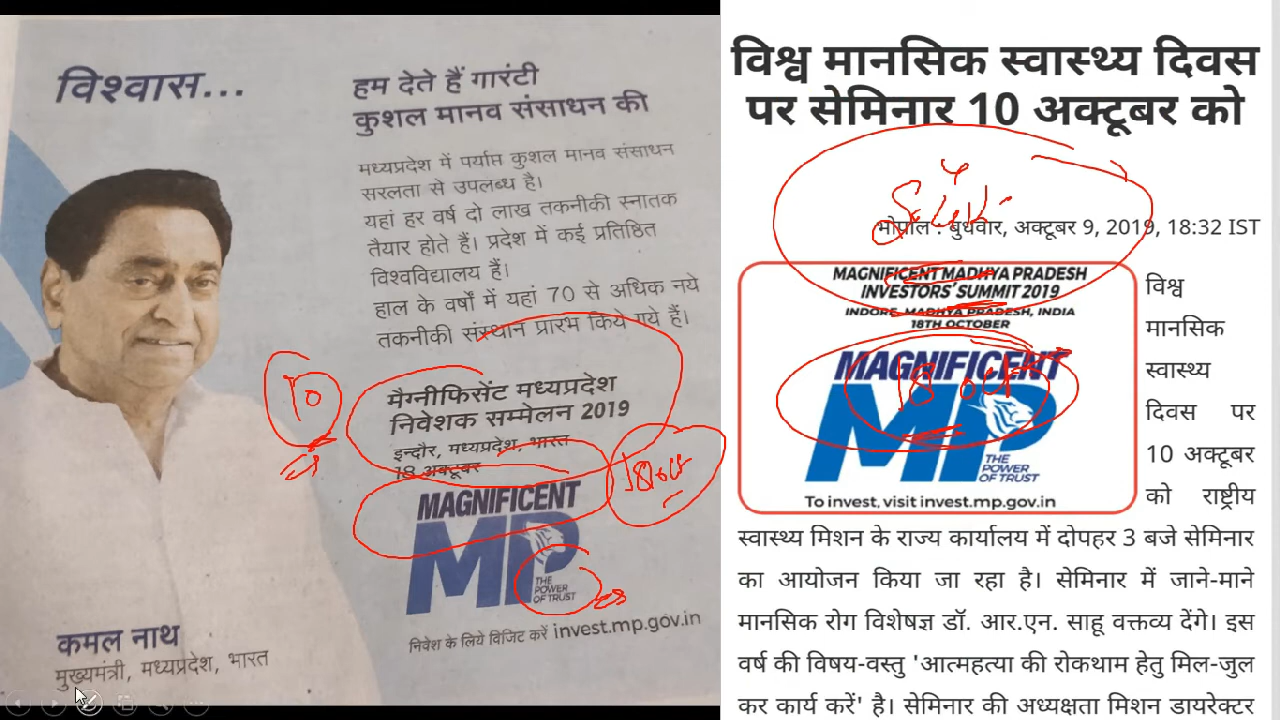 विश्वास...
हम देते हैं गारंटी
कुशल मानव संसाधन की
मध्यप्रदेश में पर्याप्त कुशल मानव संसाधन
सरलता से उपलब्ध है।
यहां हर वर्ष दो लाख तकनीकी स्नातक
तैयार होते हैं। प्रदेश में कई प्रतिष्ठित
विश्वविद्यालय हैं।
हाल के वर्षों में यहां 70 से अधिक नये
तकनीकी संस्थान प्रारंभ किये गये हैं।
10
मैग्नीफिसेंट मध्यप्रदेश
निवेशक सम्मेलन 2019
इन्दौर, मध्यप्रदेश, भारत
18 अक्टूबर
18 oct
MAGNIFICENT
MP
THE
POWER
OF TRUST
निवेश के लिये विजिट करें invest.mp.gov.in
कमल नाथ
मुख्यमंत्री, मध्यप्रदेश, भारत
विश्व मानसिक स्वास्थ्य दिवस
पर सेमिनार 10 अक्टूबर को
भोपाल : बुधवार, अक्टूबर 9, 2019, 18:32 IST
MAGNIFICENT MADHYA PRADESH
INVESTORS' SUMMIT 2019
INDORE, MADHYA PRADESH, INDIA
18TH OCTOBER
MAGNIFICENT
18 oct
MP
THE
POWER
OF TRUST
To invest, visit invest.mp.gov.in
विश्व
मानसिक
स्वास्थ्य
दिवस पर
10 अक्टूबर
को राष्ट्रीय
स्वास्थ्य मिशन के राज्य कार्यालय में दोपहर 3 बजे सेमिनार
का आयोजन किया जा रहा है। सेमिनार में जाने-माने
मानसिक रोग विशेषज्ञ डॉ. आर.एन. साहू वक्तव्य देंगे। इस
वर्ष की विषय-वस्तु 'आत्महत्या की रोकथाम हेतु मिल-जुल
कर कार्य करें' है। सेमिनार की अध्यक्षता मिशन डायरेक्टर